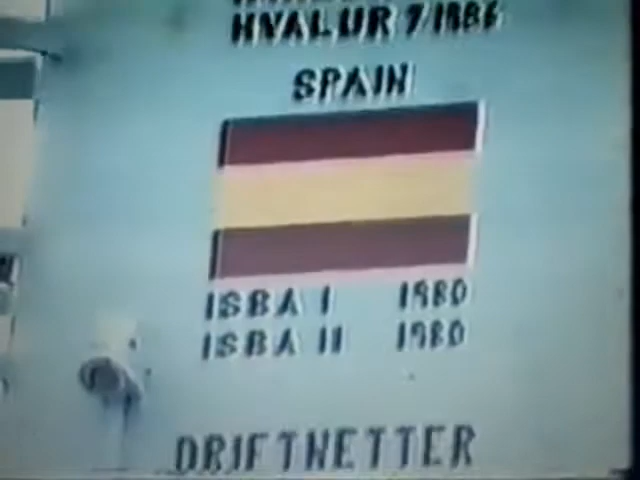 HVALUR 7/1986
SPAIN
ISBA I 1980
ISBA II 1980
DRIFTNETTER